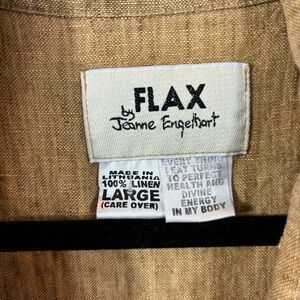 FLAX
by
Jeanne Engelhart
MADE IN
LITHUANIA
100% LINEN
LARGE
(CARE OVER)
EVERY THING
I EAT TURNS
TO PERFECT
HEALTH AND
DIVINE
ENERGY
IN MY BODY